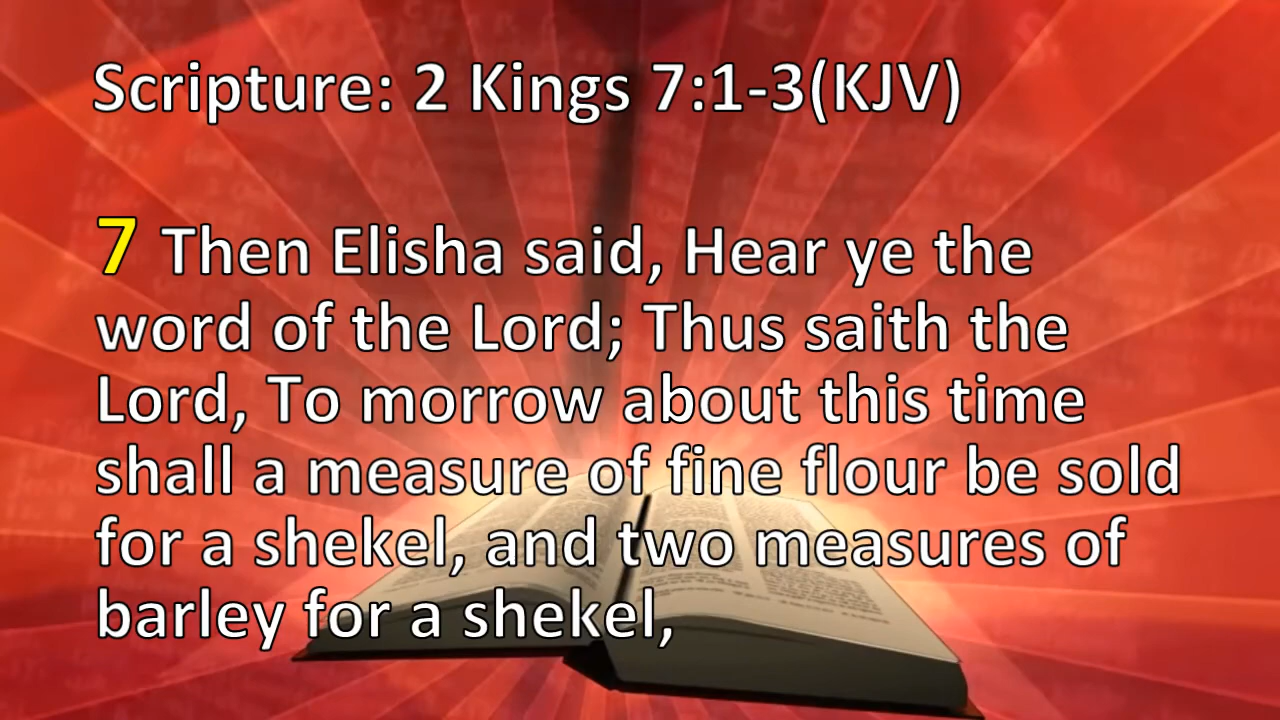 Scripture: 2 Kings 7:1-3(KJV)
7 Then Elisha said, Hear ye the
word of the Lord; Thus saith the
Lord, To morrow about this time
shall a measure of fine flour be sold
for a shekel, and two measures of
barley for a shekel,